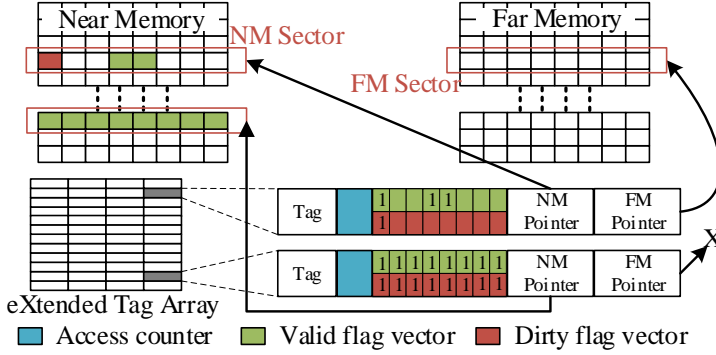 Near Memory
Far Memory
NM Sector
FM Sector
Tag
1 1 1
1
NM
Pointer
FM
Pointer
X
Tag
1 1 1 1 1 1 1 1
1 1 1 1 1 1 1 1
NM
Pointer
FM
Pointer
eXtended Tag Array
Access counter
Valid flag vector
Dirty flag vector